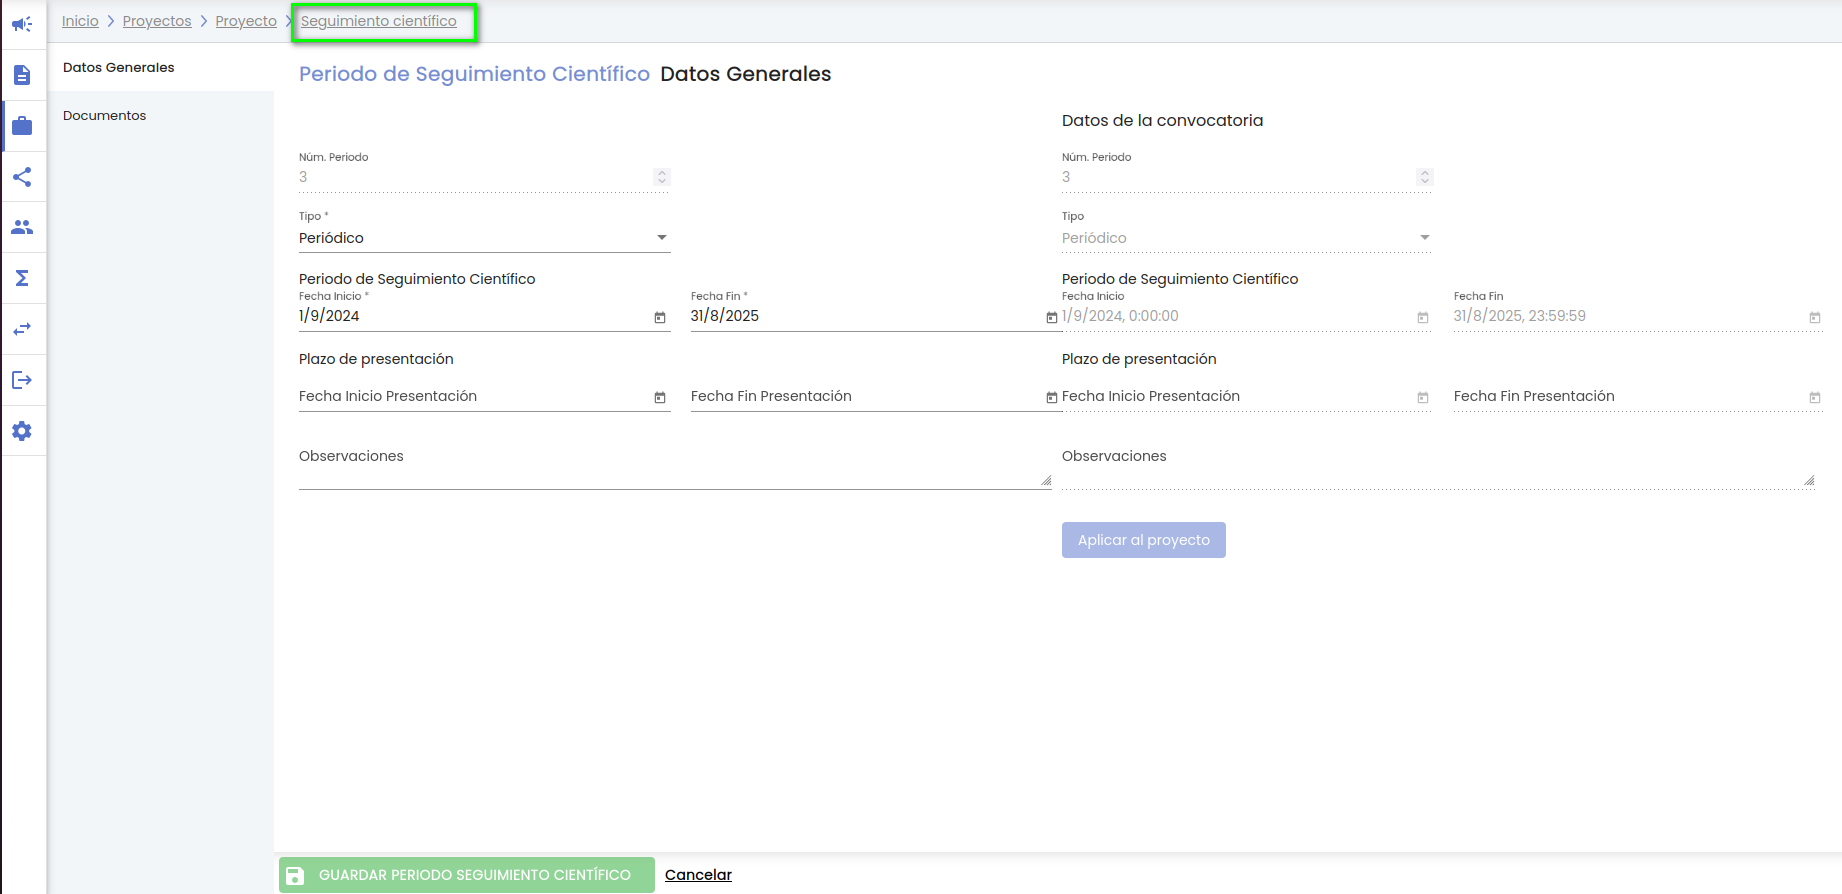 Inicio > Proyectos > Proyecto > Seguimiento científico
Datos Generales
Documentos
Periodo de Seguimiento Científico Datos Generales
Núm. Periodo
3
Tipo *
Periódico
Periodo de Seguimiento Científico
Fecha Inicio *
1/9/2024
Fecha Fin *
31/8/2025
Plazo de presentación
Fecha Inicio Presentación
Fecha Fin Presentación
Observaciones
Datos de la convocatoria
Núm. Periodo
3
Tipo
Periódico
Periodo de Seguimiento Científico
Fecha Inicio
1/9/2024, 0:00:00
Fecha Fin
31/8/2025, 23:59:59
Plazo de presentación
Fecha Inicio Presentación
Fecha Fin Presentación
Observaciones
Aplicar al proyecto
GUARDAR PERIODO SEGUIMIENTO CIENTÍFICO
Cancelar